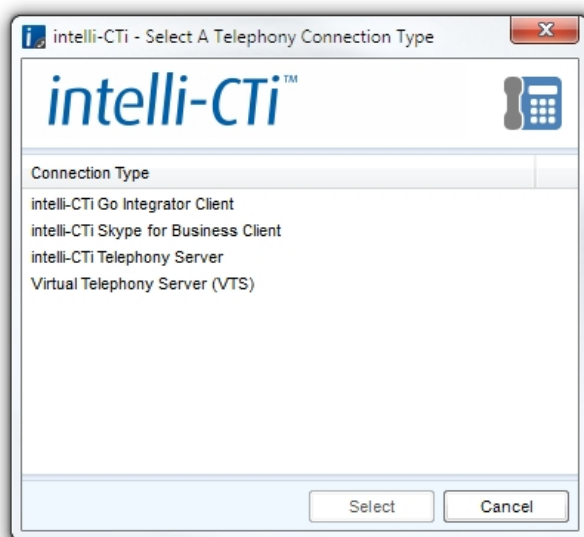 intelli-CTi - Select A Telephony Connection Type
intelli-CTi™
Connection Type
intelli-CTi Go Integrator Client
intelli-CTi Skype for Business Client
intelli-CTi Telephony Server
Virtual Telephony Server (VTS)
Select
Cancel